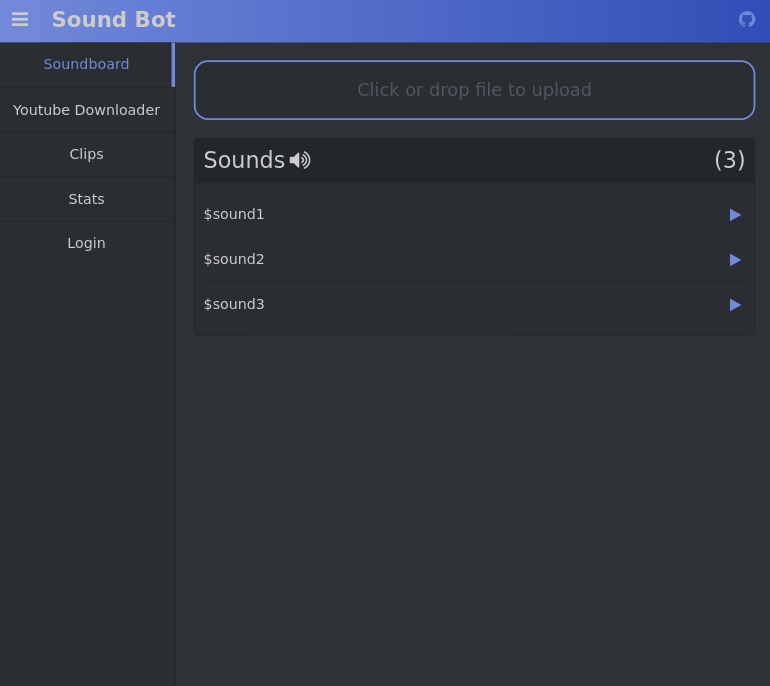 Sound Bot
Soundboard
Youtube Downloader
Clips
Stats
Login
Click or drop file to upload
Sounds (3)
$sound1
$sound2
$sound3